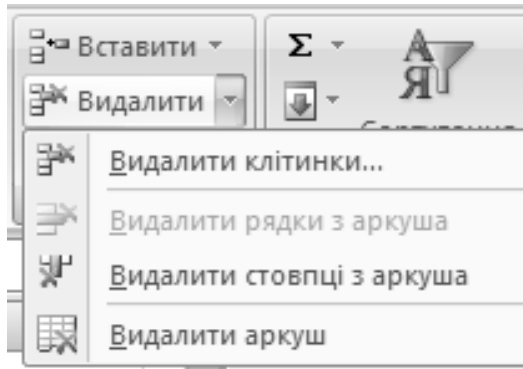 Вставити
Σ
А
Я
Видалити
Видалити клітинки...
Видалити рядки з аркуша
Видалити стовпці з аркуша
Видалити аркуш